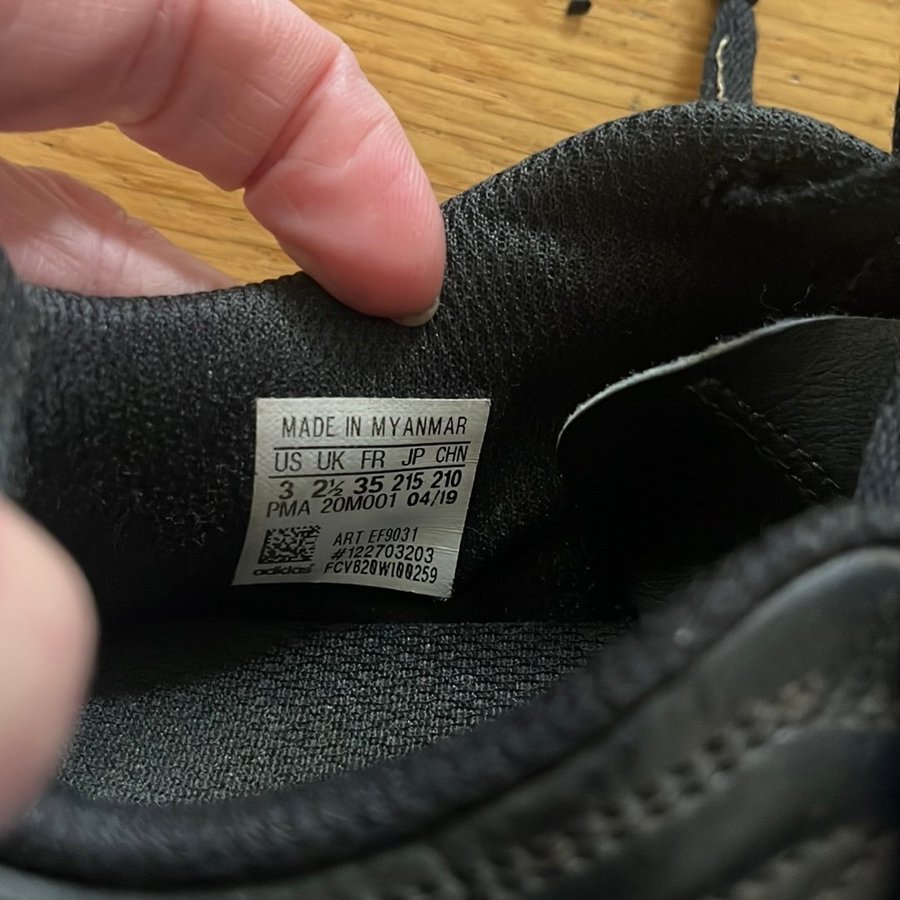 MADE IN MYANMAR
US UK FR JP CHN
3 2½ 35 215 210
PMA 20M001 04/19
ART EF9031
#122703203
adidas FCVB20W100259